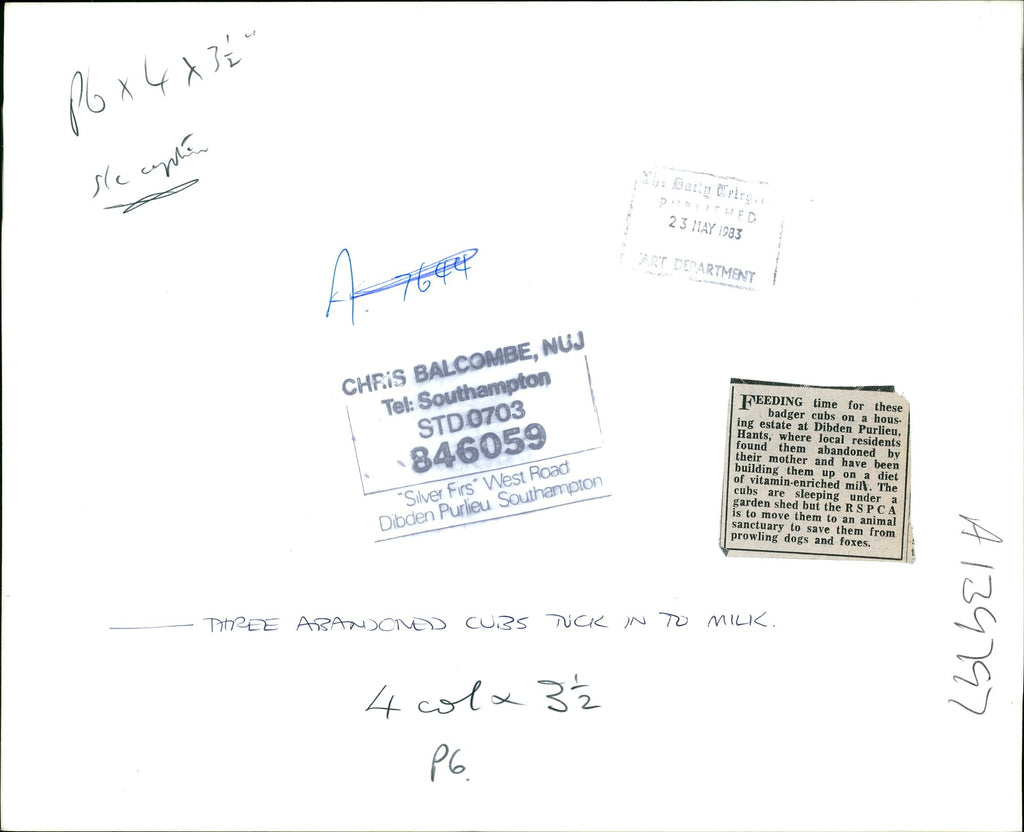 P6 x 4 x 3½"
s/c caption
The Daily Teleg
PUBLISHED
23 MAY 1983
ART DEPARTMENT
A. 7644
CHRIS BALCOMBE, NUJ
Tel: Southampton
STD 0703
846059
"Silver Firs" West Road
Dibden Purlieu Southampton
FEEDING time for these
badger cubs on a hous-
ing estate at Dibden Purlieu,
Hants, where local residents
found them abandoned by
their mother and have been
building them up on a diet
of vitamin-enriched milk. The
cubs are sleeping under a
garden shed but the R S P C A
is to move them to an animal
sanctuary to save them from
prowling dogs and foxes.
A139797
THREE ABANDONED CUBS TUCK IN TO MILK.
4 col x 3½
P6.